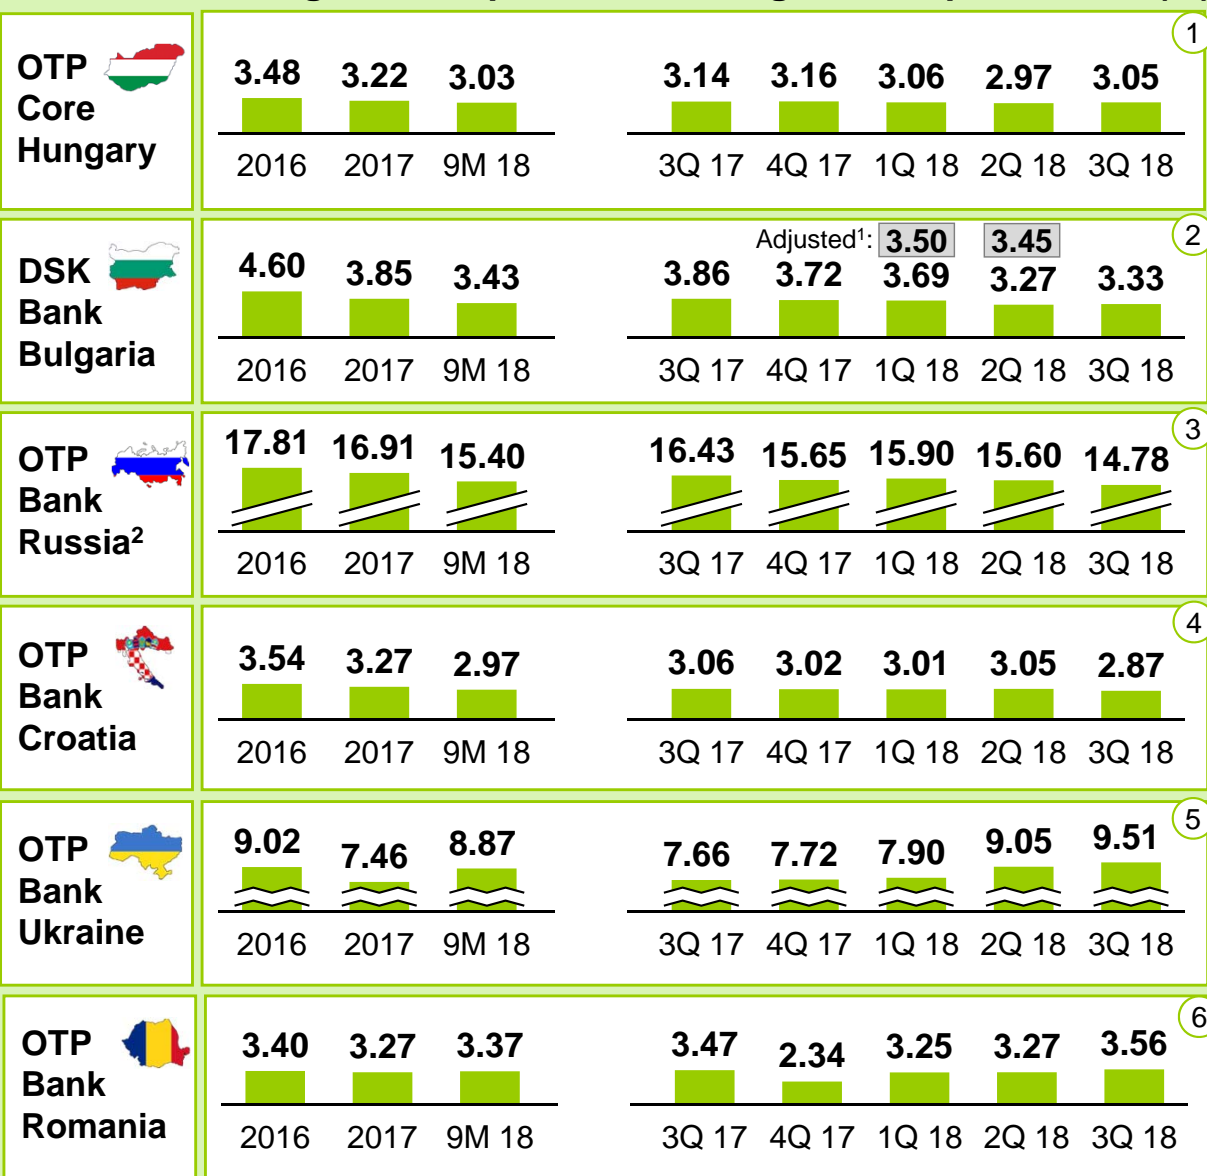 1
OTP
Core
Hungary
3.48 3.22 3.03 3.14 3.16 3.06 2.97 3.05
2016 2017 9M 18 3Q 17 4Q 17 1Q 18 2Q 18 3Q 18
2
DSK
Bank
Bulgaria
Adjusted¹: 3.50 3.45
4.60 3.85 3.43 3.86 3.72 3.69 3.27 3.33
2016 2017 9M 18 3Q 17 4Q 17 1Q 18 2Q 18 3Q 18
3
OTP
Bank
Russia²
17.81 16.91 15.40 16.43 15.65 15.90 15.60 14.78
2016 2017 9M 18 3Q 17 4Q 17 1Q 18 2Q 18 3Q 18
4
OTP
Bank
Croatia
3.54 3.27 2.97 3.06 3.02 3.01 3.05 2.87
2016 2017 9M 18 3Q 17 4Q 17 1Q 18 2Q 18 3Q 18
5
OTP
Bank
Ukraine
9.02 7.46 8.87 7.66 7.72 7.90 9.05 9.51
2016 2017 9M 18 3Q 17 4Q 17 1Q 18 2Q 18 3Q 18
6
OTP
Bank
Romania
3.40 3.27 3.37 3.47 2.34 3.25 3.27 3.56
2016 2017 9M 18 3Q 17 4Q 17 1Q 18 2Q 18 3Q 18